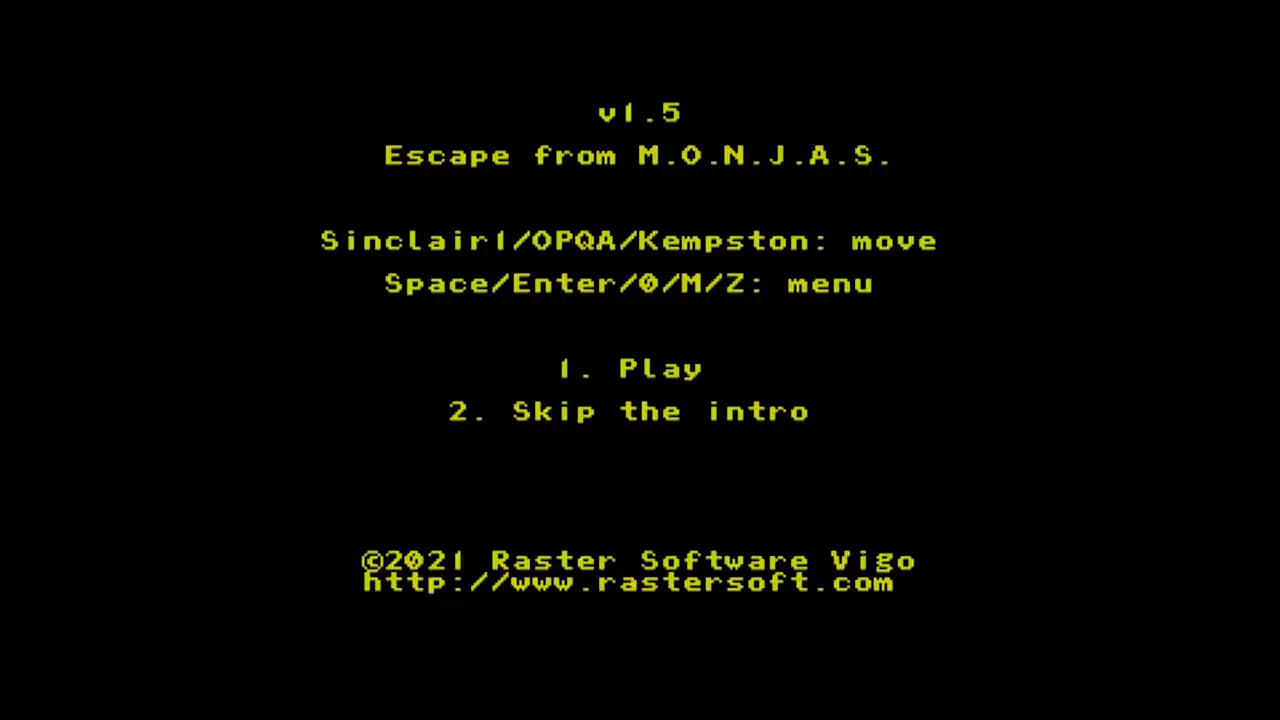 v1.5
Escape from M.O.N.J.A.S.
Sinclair1/OPQA/Kempston: move
Space/Enter/0/M/Z: menu
1. Play
2. Skip the intro
©2021 Raster Software Vigo
http://www.rastersoft.com